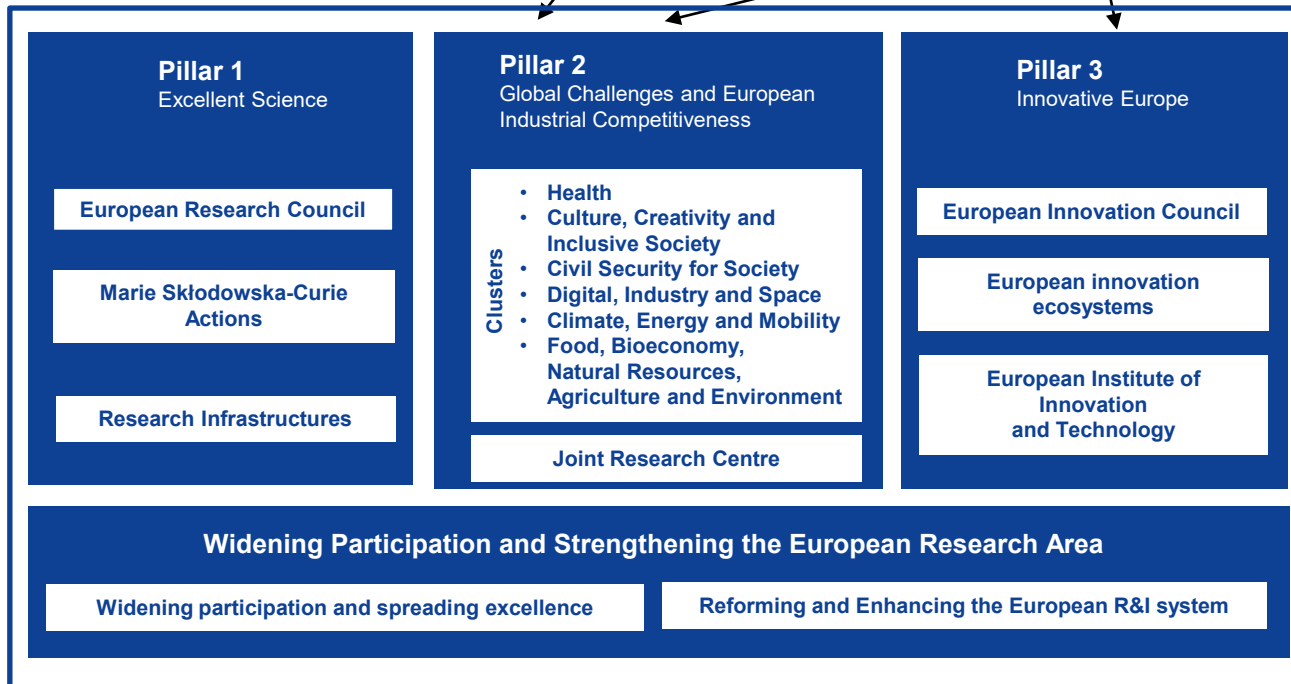 Pillar 1
Excellent Science
European Research Council
Marie Skłodowska-Curie
Actions
Research Infrastructures
Pillar 2
Global Challenges and European
Industrial Competitiveness
Clusters
• Health
• Culture, Creativity and
Inclusive Society
• Civil Security for Society
• Digital, Industry and Space
• Climate, Energy and Mobility
• Food, Bioeconomy,
Natural Resources,
Agriculture and Environment
Joint Research Centre
Pillar 3
Innovative Europe
European Innovation Council
European innovation
ecosystems
European Institute of
Innovation
and Technology
Widening Participation and Strengthening the European Research Area
Widening participation and spreading excellence
Reforming and Enhancing the European R&I system